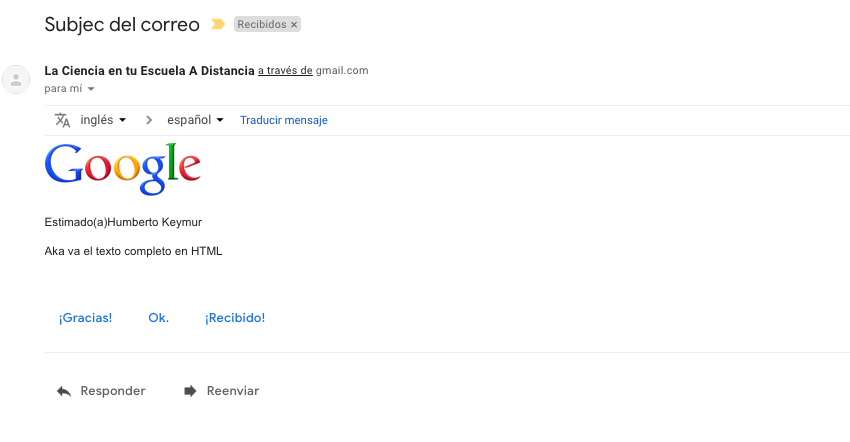 Subjec del correo Recibidos ×
La Ciencia en tu Escuela A Distancia a través de gmail.com
para mí
inglés español Traducir mensaje
Google
Estimado(a)Humberto Keymur
Aka va el texto completo en HTML
¡Gracias! Ok. ¡Recibido!
Responder Reenviar